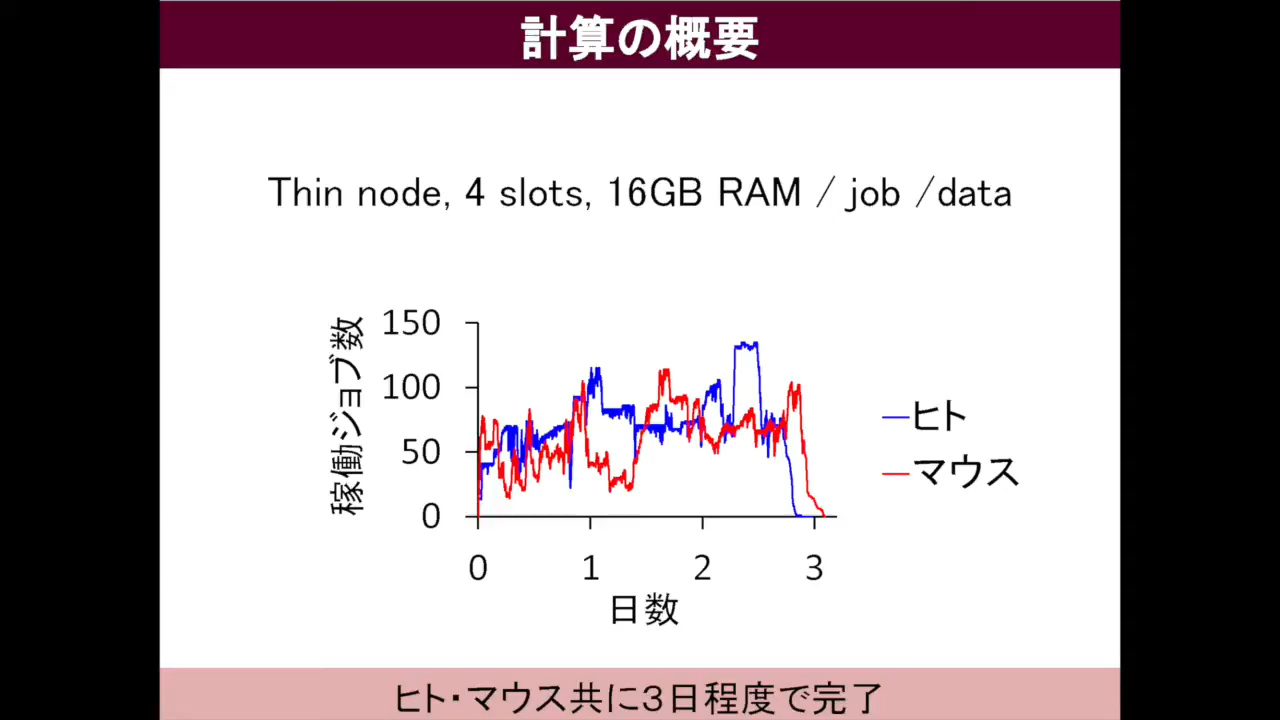 計算の概要
Thin node, 4 slots, 16GB RAM / job /data
稼働ジョブ数
150
100
50
0
0 1 2 3
日数
ヒト
マウス
ヒト・マウス共に３日程度で完了